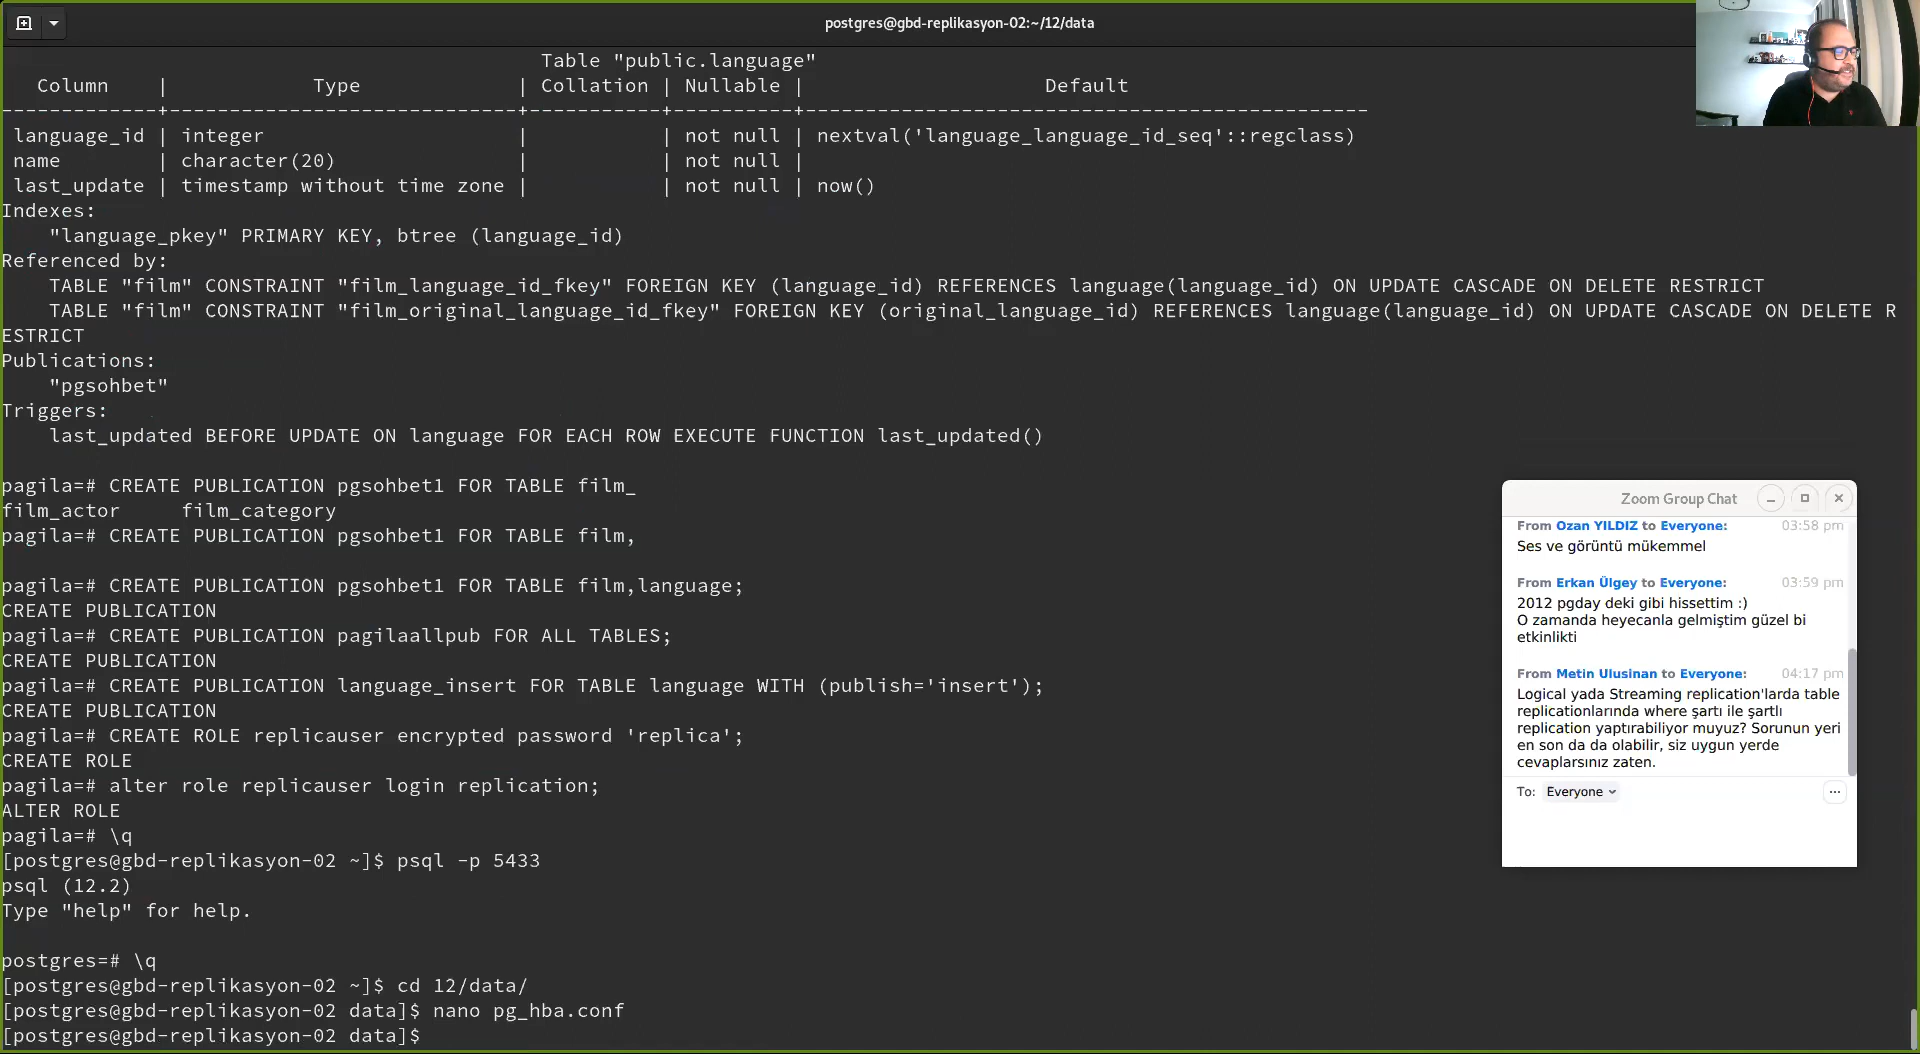 postgres@gbd-replikasyon-02:~/12/data
Table "public.language"
Column | Type | Collation | Nullable | Default
-------------+-----------------------------+-----------+----------+-----------------------------------------------
language_id | integer | | not null | nextval('language_language_id_seq'::regclass)
name | character(20) | | not null |
last_update | timestamp without time zone | | not null | now()
Indexes:
"language_pkey" PRIMARY KEY, btree (language_id)
Referenced by:
TABLE "film" CONSTRAINT "film_language_id_fkey" FOREIGN KEY (language_id) REFERENCES language(language_id) ON UPDATE CASCADE ON DELETE RESTRICT
TABLE "film" CONSTRAINT "film_original_language_id_fkey" FOREIGN KEY (original_language_id) REFERENCES language(language_id) ON UPDATE CASCADE ON DELETE R
ESTRICT
Publications:
"pgsohbet"
Triggers:
last_updated BEFORE UPDATE ON language FOR EACH ROW EXECUTE FUNCTION last_updated()
pagila=# CREATE PUBLICATION pgsohbet1 FOR TABLE film_
film_actor film_category
pagila=# CREATE PUBLICATION pgsohbet1 FOR TABLE film,
pagila=# CREATE PUBLICATION pgsohbet1 FOR TABLE film,language;
CREATE PUBLICATION
pagila=# CREATE PUBLICATION pagilaallpub FOR ALL TABLES;
CREATE PUBLICATION
pagila=# CREATE PUBLICATION language_insert FOR TABLE language WITH (publish='insert');
CREATE PUBLICATION
pagila=# CREATE ROLE replicauser encrypted password 'replica';
CREATE ROLE
pagila=# alter role replicauser login replication;
ALTER ROLE
pagila=# \q
[postgres@gbd-replikasyon-02 ~]$ psql -p 5433
psql (12.2)
Type "help" for help.
postgres=# \q
[postgres@gbd-replikasyon-02 ~]$ cd 12/data/
[postgres@gbd-replikasyon-02 data]$ nano pg_hba.conf
[postgres@gbd-replikasyon-02 data]$
Zoom Group Chat
From Ozan YILDIZ to Everyone: 03:58 pm
Ses ve görüntü mükemmel
From Erkan Ülgey to Everyone: 03:59 pm
2012 pgday deki gibi hissettim :)
O zamanda heyecanla gelmiştim güzel bi
etkinlikti
From Metin Ulusinan to Everyone: 04:17 pm
Logical yada Streaming replication'larda table
replicationlarında where şartı ile şartlı
replication yaptırabiliyor muyuz? Sorunun yeri
en son da da olabilir, siz uygun yerde
cevaplarsınız zaten.
To: Everyone